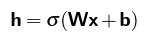 𝐡 = σ(𝐖𝐱 + 𝐛)